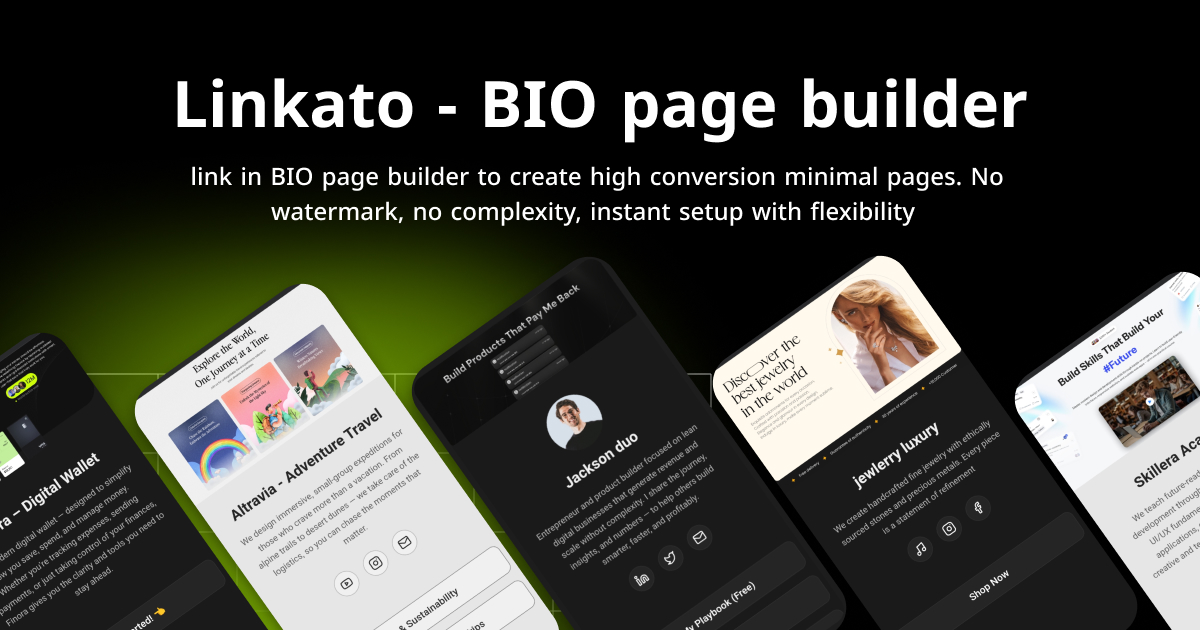 Linkato - BIO page builder
link in BIO page builder to create high conversion minimal pages. No
watermark, no complexity, instant setup with flexibility
ra – Digital Wallet
dern digital wallet — designed to simplify
you save, spend, and manage money.
Whether you're tracking expenses, sending
payments, or just taking control of your finances,
Finora gives you the clarity and tools you need to
stay ahead.
arted! 👈
Explore the World,
One Journey at a Time
Altravia - Adventure Travel
We design immersive, small-group expeditions for
those who crave more than a vacation. From
alpine trails to desert dunes — we take care of the
logistics, so you can chase the moments that
matter.
& Sustainability
Build Products That Pay Me Back
Jackson duo
Entrepreneur and product builder focused on lean
digital businesses that generate revenue and
scale without complexity. I share the journey,
insights, and numbers — to help others build
smarter, faster, and profitably.
My Playbook (Free)
Discover the
best jewelry
in the world
jewlerry luxury
We create handcrafted fine jewelry with ethically
sourced stones and precious metals. Every piece
is a statement of refinement
Shop Now
Build Skills That Build Your
#Future
Skillera Aca
We teach future-read
development through
UI/UX fundame
applications
creative and te